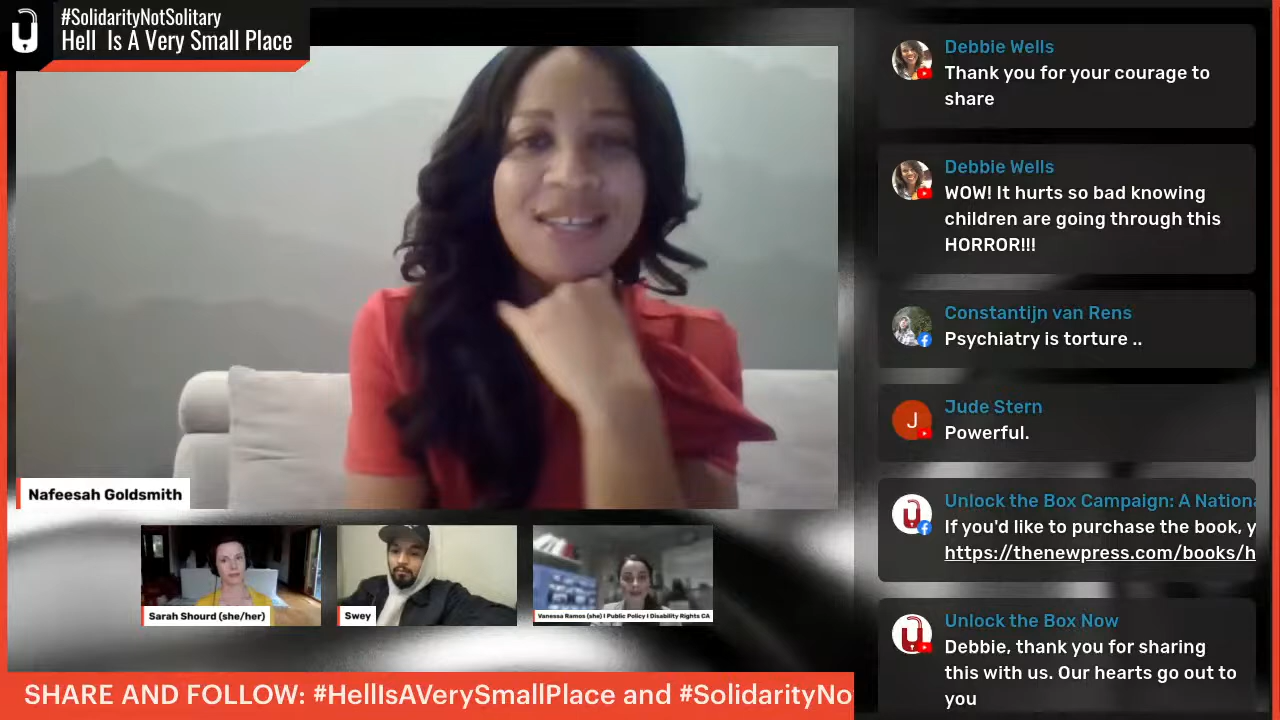 #SolidarityNotSolitary
Hell Is A Very Small Place
Nafeesah Goldsmith
Sarah Shourd (she/her)
Swey
Vanessa Ramos (she) I Public Policy I Disability Rights CA
SHARE AND FOLLOW: #HellIsAVerySmallPlace and #SolidarityNo
Debbie Wells
Thank you for your courage to
share
Debbie Wells
WOW! It hurts so bad knowing
children are going through this
HORROR!!!
Constantijn van Rens
Psychiatry is torture ..
J
Jude Stern
Powerful.
Unlock the Box Campaign: A Nationa
If you'd like to purchase the book, y
https://thenewpress.com/books/h
Unlock the Box Now
Debbie, thank you for sharing
this with us. Our hearts go out to
you